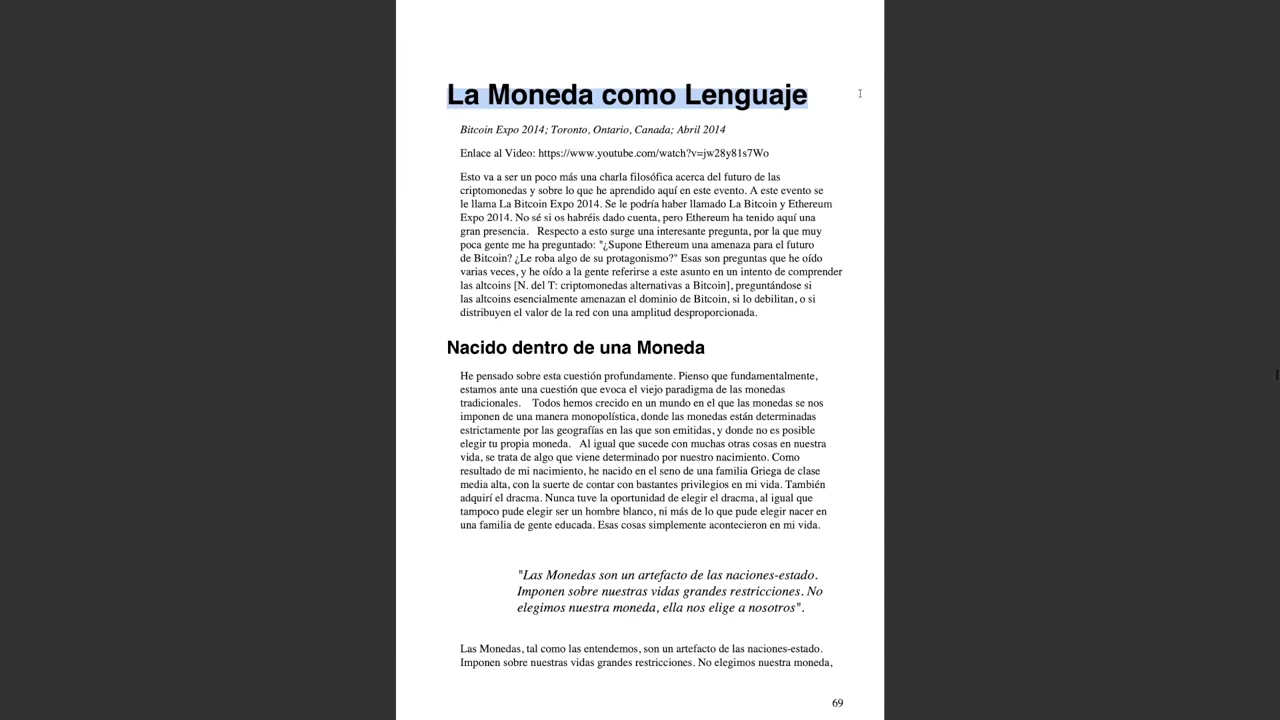 La Moneda como Lenguaje
Bitcoin Expo 2014; Toronto, Ontario, Canada; Abril 2014
Enlace al Video: https://www.youtube.com/watch?v=jw28y81s7Wo
Esto va a ser un poco más una charla filosófica acerca del futuro de las
criptomonedas y sobre lo que he aprendido aquí en este evento. A este evento se
le llama La Bitcoin Expo 2014. Se le podría haber llamado La Bitcoin y Ethereum
Expo 2014. No sé si os habréis dado cuenta, pero Ethereum ha tenido aquí una
gran presencia.   Respecto a esto surge una interesante pregunta, por la que muy
poca gente me ha preguntado: "¿Supone Ethereum una amenaza para el futuro
de Bitcoin? ¿Le roba algo de su protagonismo?" Esas son preguntas que he oído
varias veces, y he oído a la gente referirse a este asunto en un intento de comprender
las altcoins [N. del T: criptomonedas alternativas a Bitcoin], preguntándose si
las altcoins esencialmente amenazan el dominio de Bitcoin, si lo debilitan, o si
distribuyen el valor de la red con una amplitud desproporcionada.
Nacido dentro de una Moneda
He pensado sobre esta cuestión profundamente. Pienso que fundamentalmente,
estamos ante una cuestión que evoca el viejo paradigma de las monedas
tradicionales.    Todos hemos crecido en un mundo en el que las monedas se nos
imponen de una manera monopolística, donde las monedas están determinadas
estrictamente por las geografías en las que son emitidas, y donde no es posible
elegir tu propia moneda.   Al igual que sucede con muchas otras cosas en nuestra
vida, se trata de algo que viene determinado por nuestro nacimiento. Como
resultado de mi nacimiento, he nacido en el seno de una familia Griega de clase
media alta, con la suerte de contar con bastantes privilegios en mi vida. También
adquirí el dracma. Nunca tuve la oportunidad de elegir el dracma, al igual que
tampoco pude elegir ser un hombre blanco, ni más de lo que pude elegir nacer en
una familia de gente educada. Esas cosas simplemente acontecieron en mi vida.
"Las Monedas son un artefacto de las naciones-estado.
Imponen sobre nuestras vidas grandes restricciones. No
elegimos nuestra moneda, ella nos elige a nosotros".
Las Monedas, tal como las entendemos, son un artefacto de las naciones-estado.
Imponen sobre nuestras vidas grandes restricciones. No elegimos nuestra moneda,
69